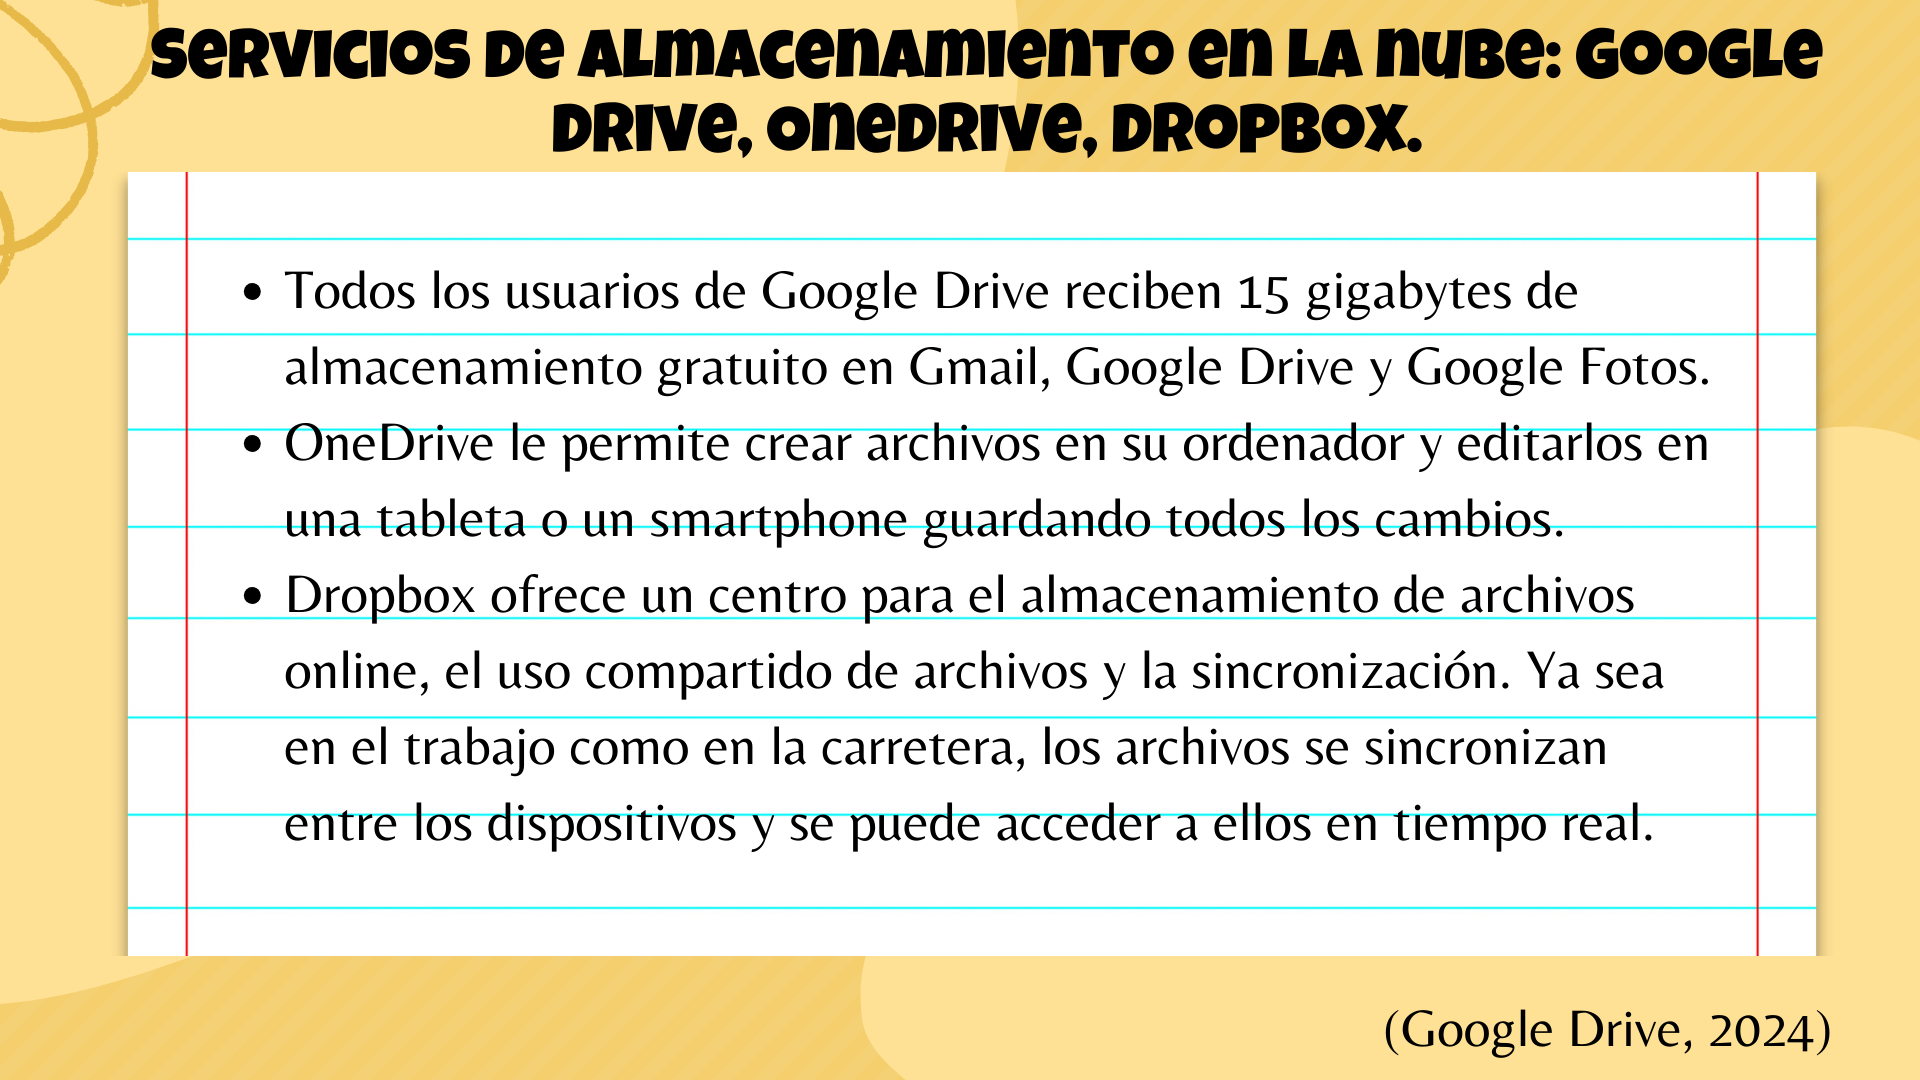 Servicios de almacenamiento en la nube: Google
Drive, OneDrive, Dropbox.
• Todos los usuarios de Google Drive reciben 15 gigabytes de
almacenamiento gratuito en Gmail, Google Drive y Google Fotos.
• OneDrive le permite crear archivos en su ordenador y editarlos en
una tableta o un smartphone guardando todos los cambios.
• Dropbox ofrece un centro para el almacenamiento de archivos
online, el uso compartido de archivos y la sincronización. Ya sea
en el trabajo como en la carretera, los archivos se sincronizan
entre los dispositivos y se puede acceder a ellos en tiempo real.
(Google Drive, 2024)